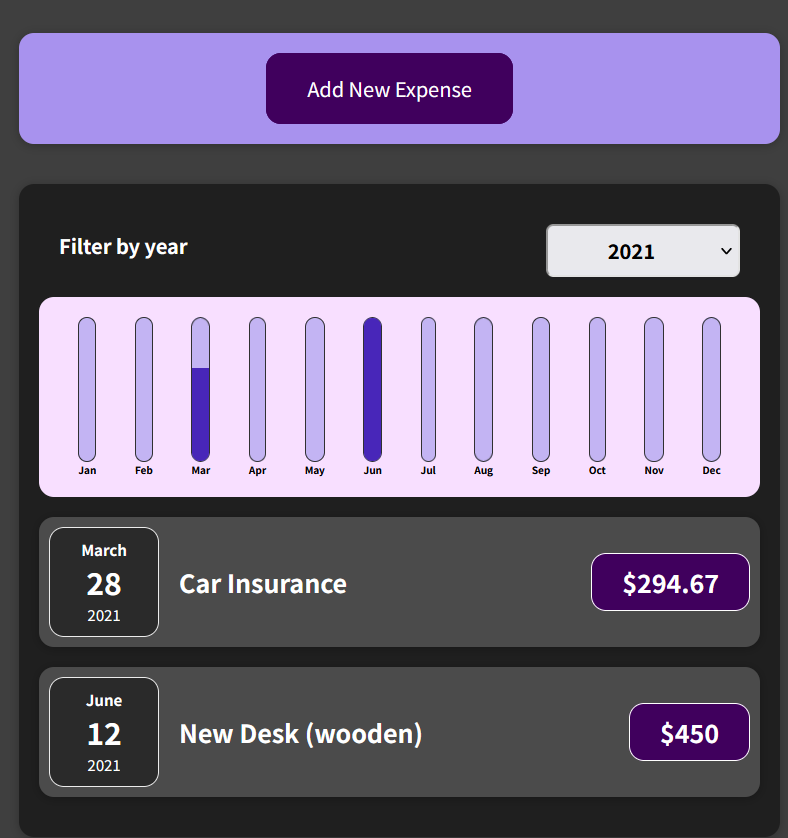 Add New Expense
Filter by year
2021
Jan Feb Mar Apr May Jun Jul Aug Sep Oct Nov Dec
March
28
2021
Car Insurance
$294.67
June
12
2021
New Desk (wooden)
$450